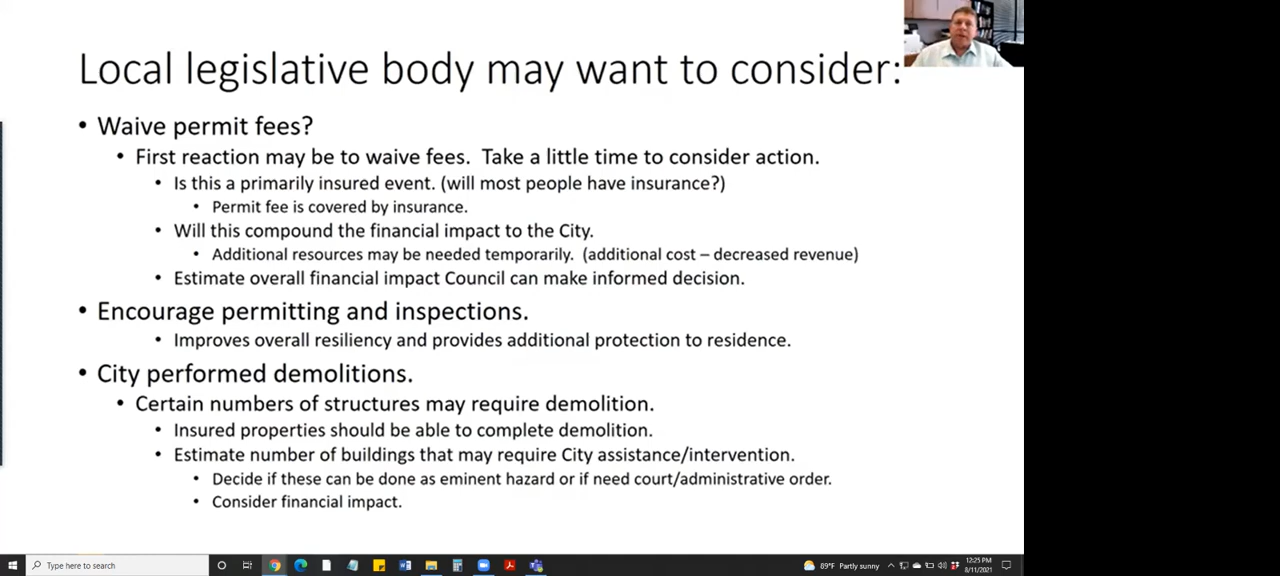 Local legislative body may want to consider:
• Waive permit fees?
• First reaction may be to waive fees.  Take a little time to consider action.
• Is this a primarily insured event. (will most people have insurance?)
• Permit fee is covered by insurance.
• Will this compound the financial impact to the City.
• Additional resources may be needed temporarily.  (additional cost – decreased revenue)
• Estimate overall financial impact Council can make informed decision.
• Encourage permitting and inspections.
• Improves overall resiliency and provides additional protection to residence.
• City performed demolitions.
• Certain numbers of structures may require demolition.
• Insured properties should be able to complete demolition.
• Estimate number of buildings that may require City assistance/intervention.
• Decide if these can be done as eminent hazard or if need court/administrative order.
• Consider financial impact.
Type here to search
89°F Partly sunny
12:25 PM
8/11/2021